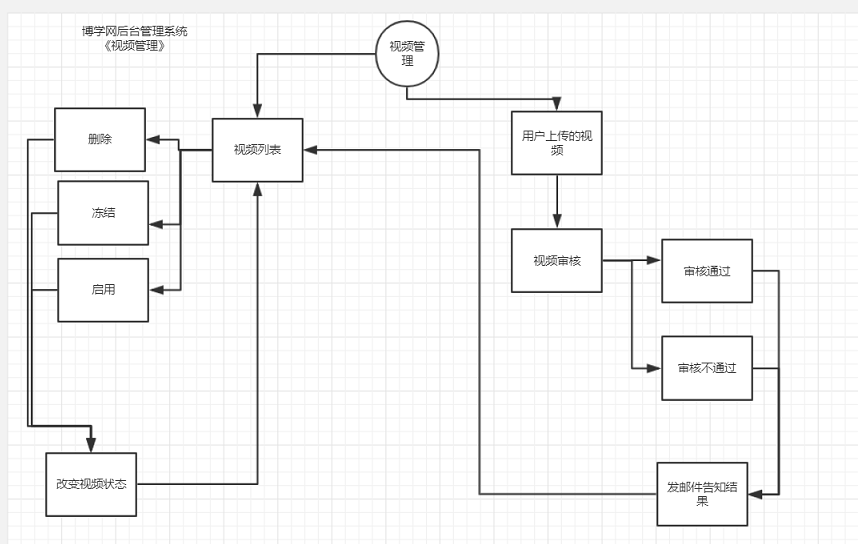 博学网后台管理系统
《视频管理》
视频管
理
删除
视频列表
用户上传的视
频
冻结
启用
视频审核
审核通过
审核不通过
改变视频状态
发邮件告知结
果